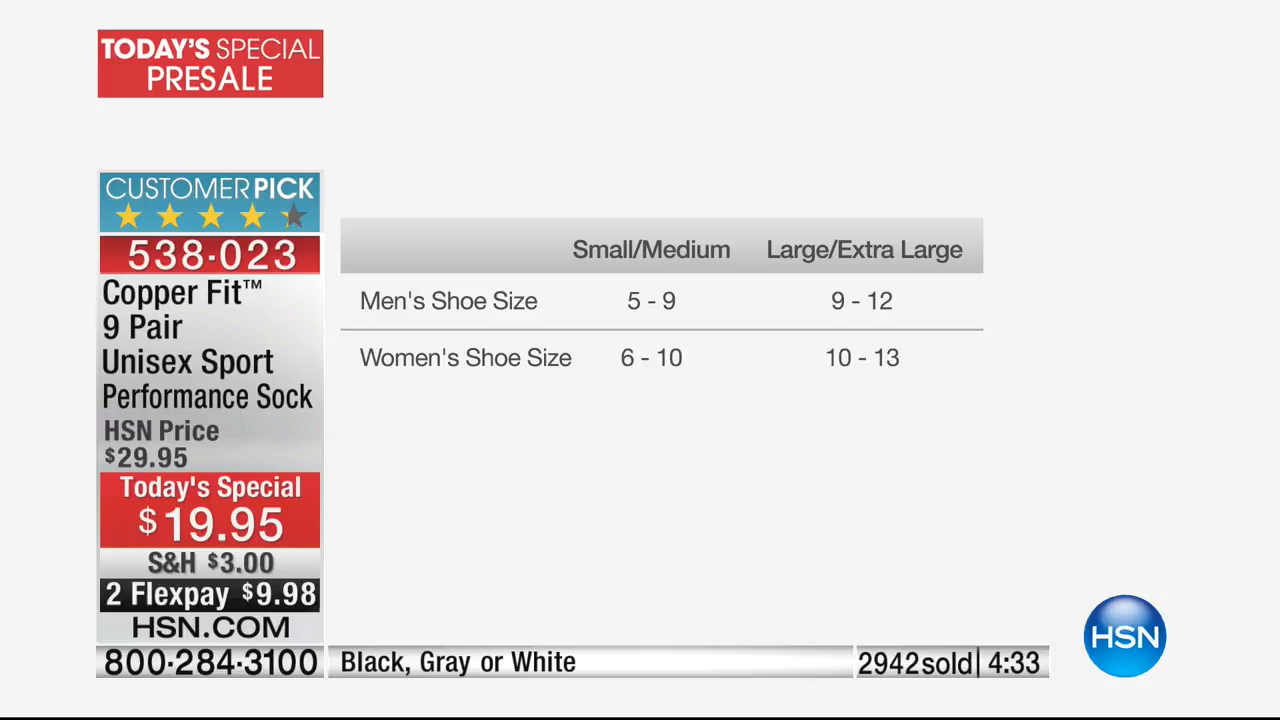 TODAY'S SPECIAL
PRESALE
CUSTOMER PICK
538·023
Copper Fit™
9 Pair
Unisex Sport
Performance Sock
HSN Price
$29.95
Today's Special
$19.95
S&H $3.00
2 Flexpay $9.98
HSN.COM
800·284·3100
Small/Medium Large/Extra Large
Men's Shoe Size 5 - 9 9 - 12
Women's Shoe Size 6 - 10 10 - 13
Black, Gray or White
2942 sold | 4:33
HSN